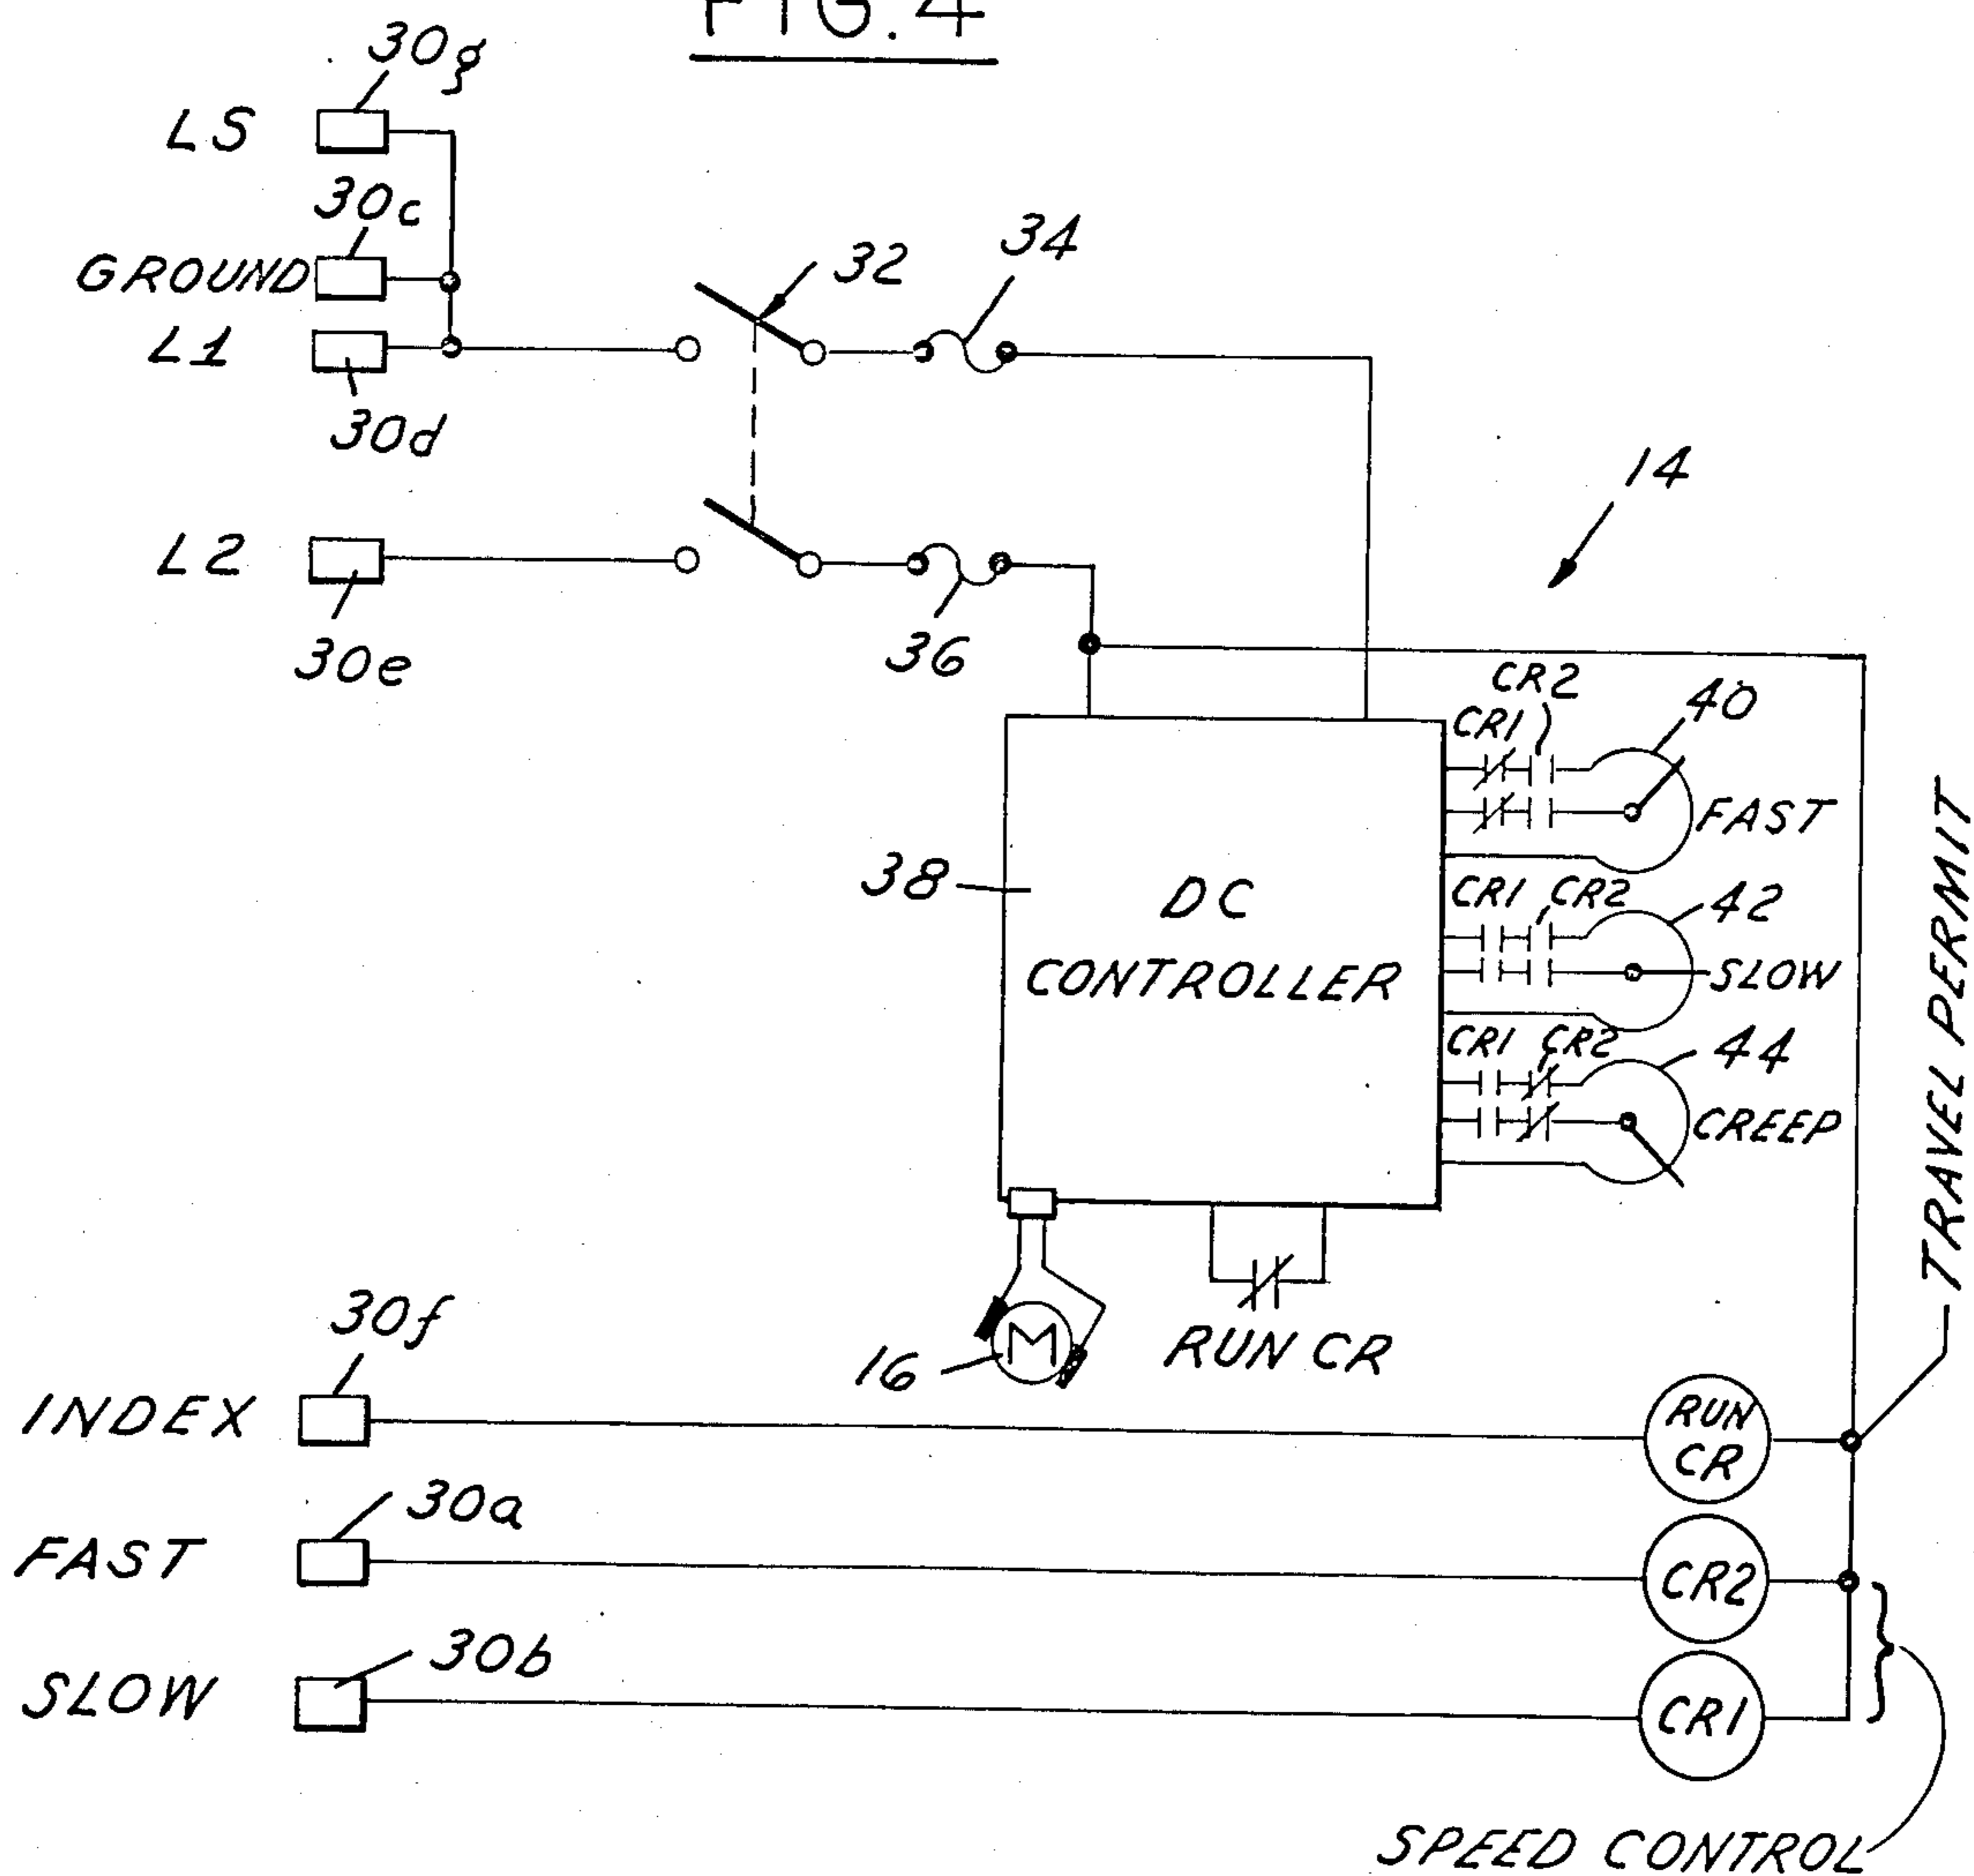 FIG. 4
30g
LS
30c
GROUND
L1
30d
32
34
L2
30e
36
14
CR2
CR1
40
FAST
38
DC
CONTROLLER
CR1 CR2
42
SLOW
CR1 CR2
44
CREEP
TRAVEL PERMIT
16
M
RUN CR
30f
INDEX
RUN
CR
30a
FAST
CR2
30b
SLOW
CR1
SPEED CONTROL